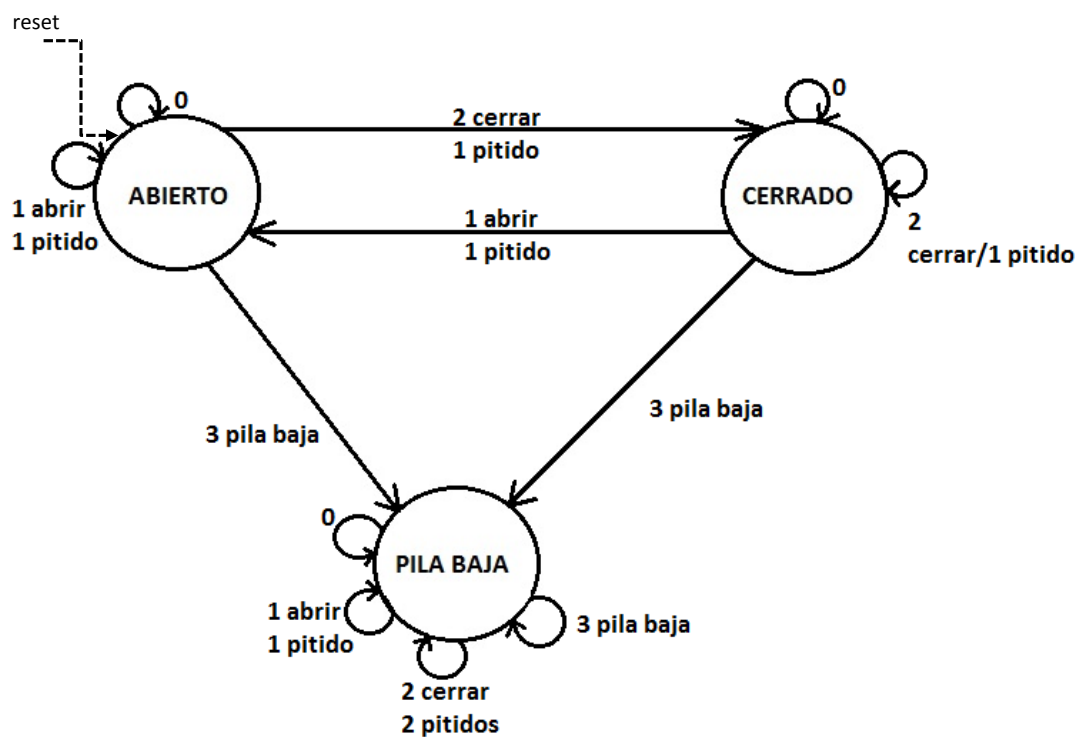 reset
0
0
2 cerrar
1 pitido
ABIERTO
CERRADO
1 abrir
1 pitido
1 abrir
1 pitido
2
cerrar/1 pitido
3 pila baja
3 pila baja
0
PILA BAJA
1 abrir
1 pitido
3 pila baja
2 cerrar
2 pitidos